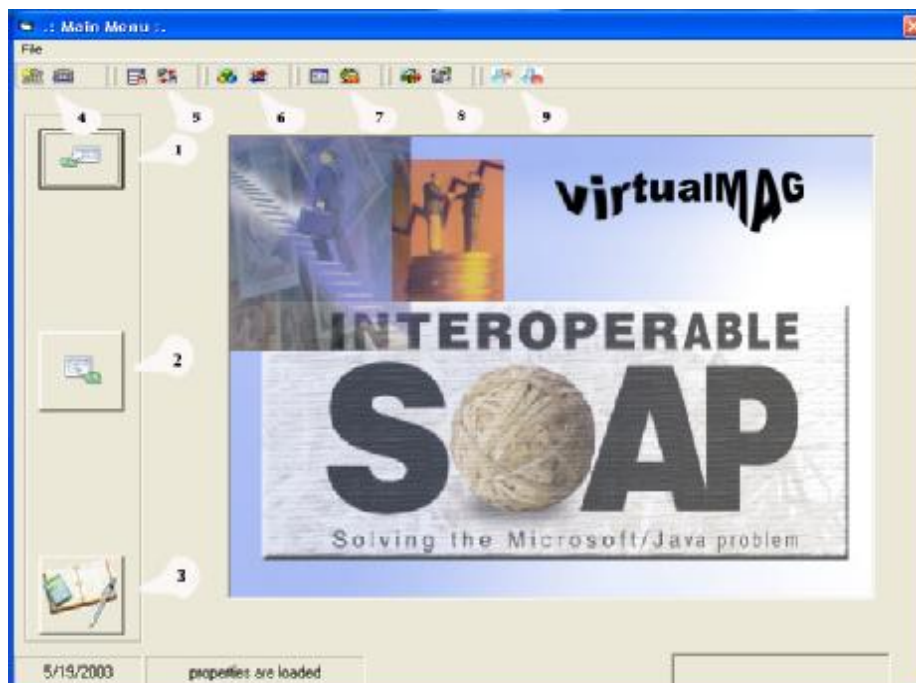 .: Main Menu :.
File
4
5
6
7
8
9
1
2
3
virtualMAG
INTEROPERABLE
SOAP
Solving the Microsoft/Java problem
5/19/2003
properties are loaded